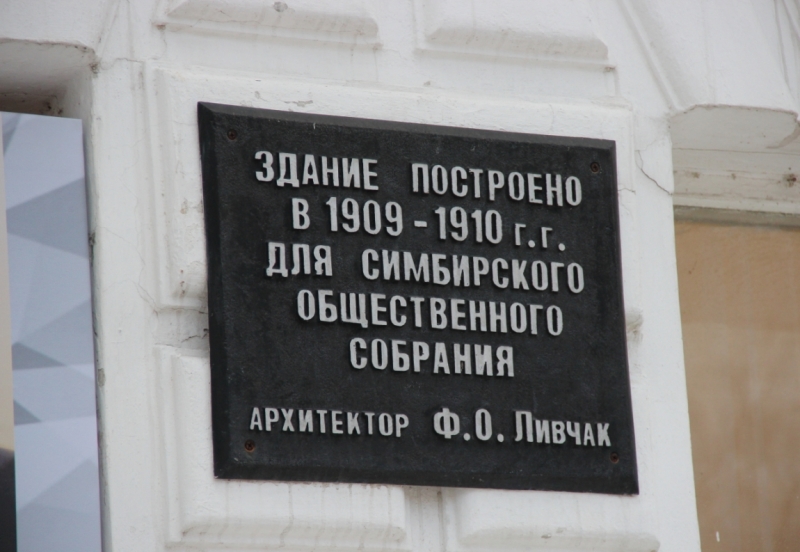 ЗДАНИЕ ПОСТРОЕНО
В 1909-1910 г.г.
ДЛЯ СИМБИРСКОГО
ОБЩЕСТВЕННОГО
СОБРАНИЯ
АРХИТЕКТОР Ф.О. ЛИВЧАК